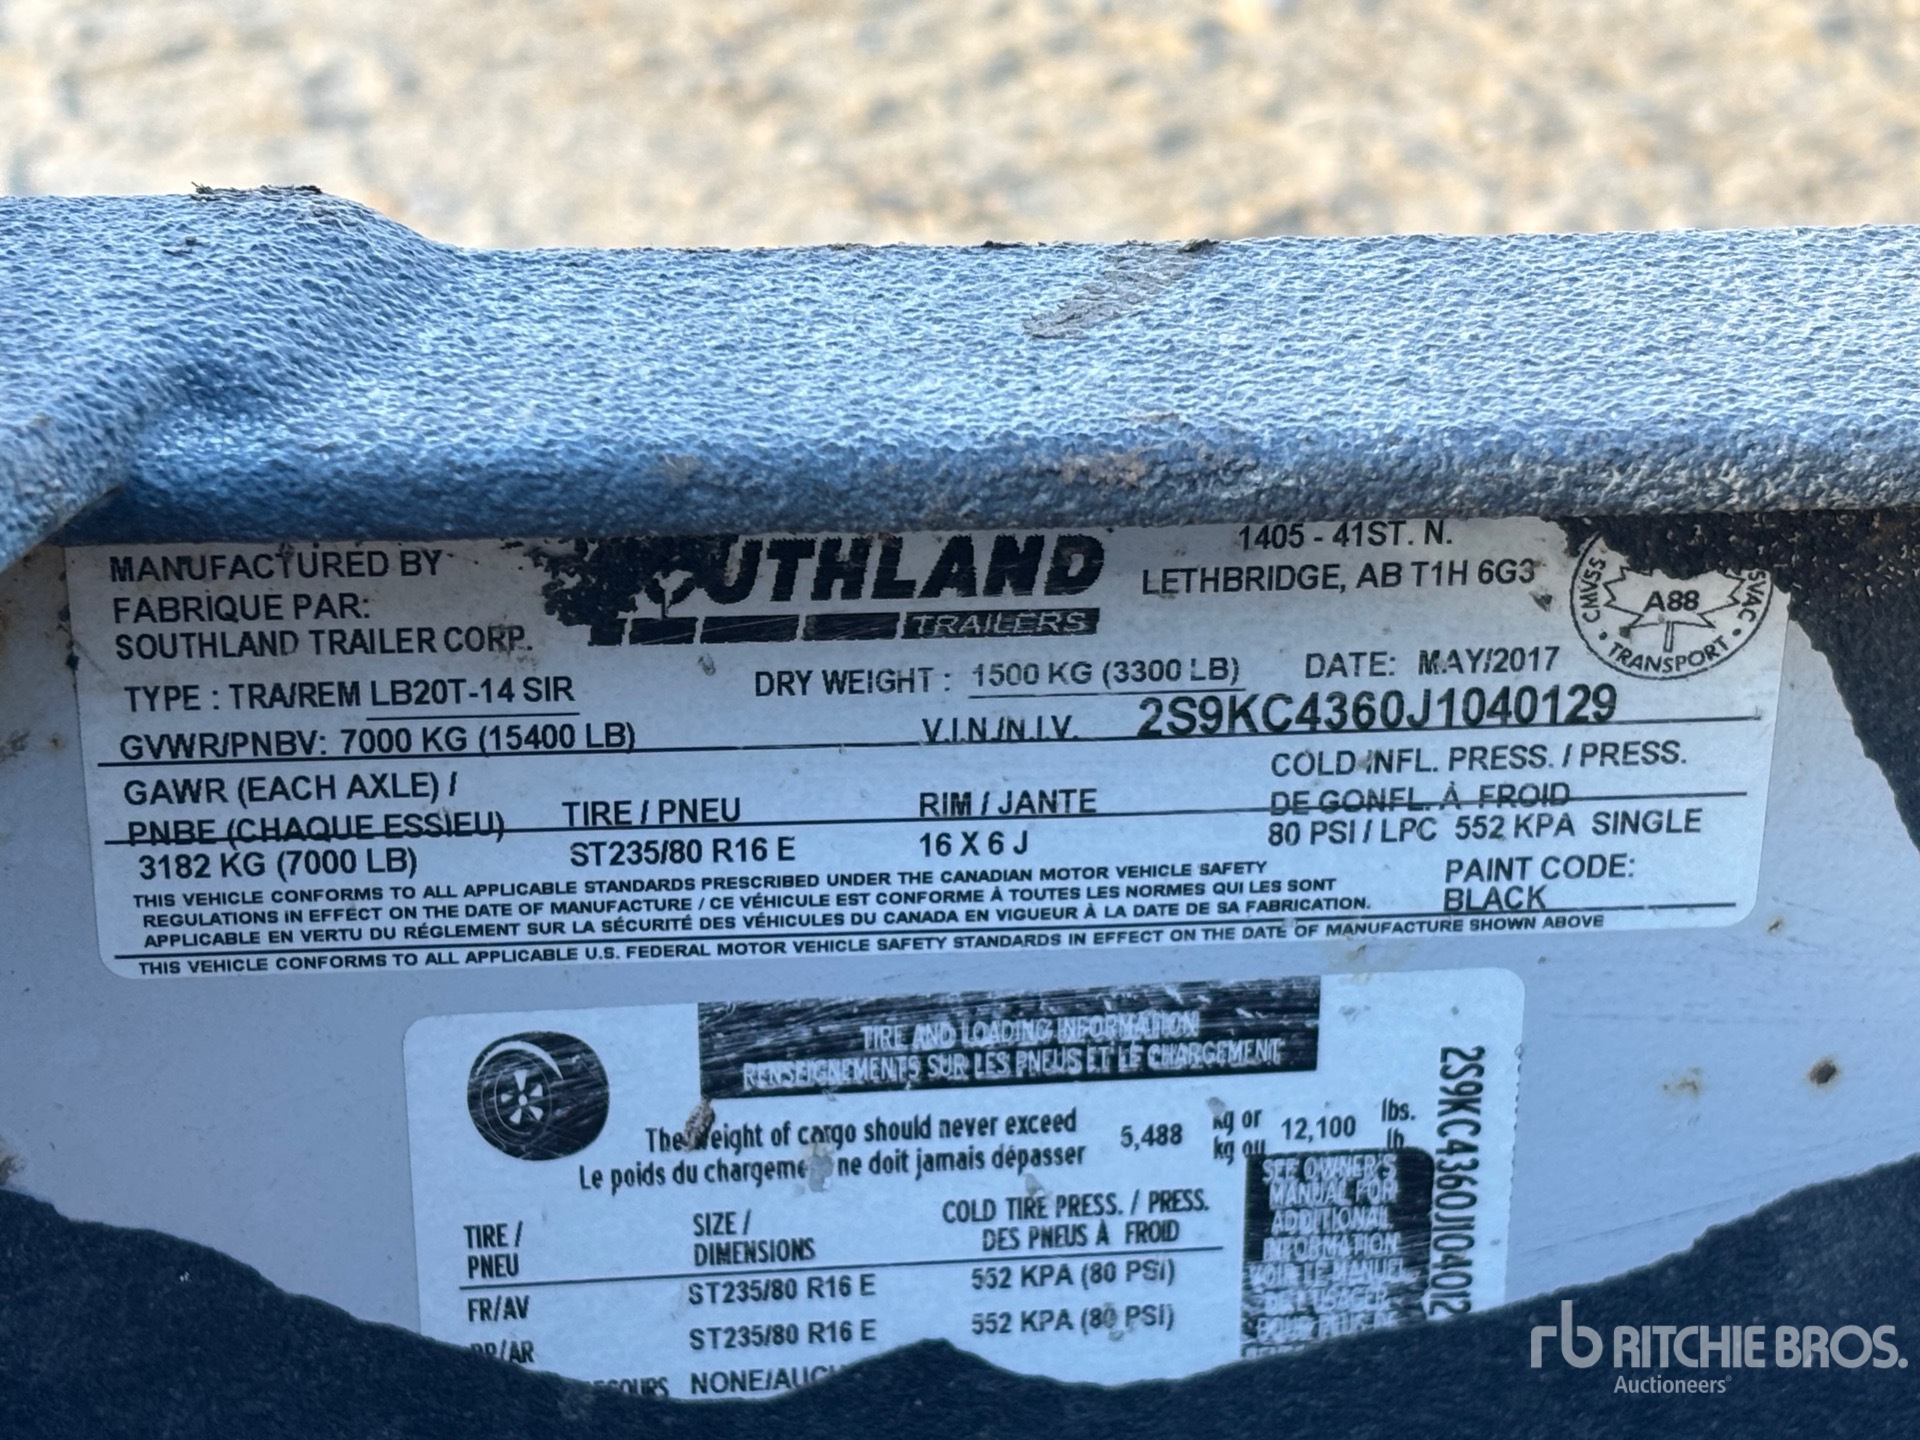 MANUFACTURED BY
FABRIQUE PAR:
SOUTHLAND TRAILER CORP.
SOUTHLAND
TRAILERS
1405 - 41ST. N.
LETHBRIDGE, AB T1H 6G3
CMVSS • TRANSPORT • NSVAC
A88
TYPE : TRA/REM LB20T-14 SIR
DRY WEIGHT : 1500 KG (3300 LB)
DATE: MAY/2017
GVWR/PNBV: 7000 KG (15400 LB)
V.I.N./N.I.V. 2S9KC4360J1040129
GAWR (EACH AXLE) /
PNBE (CHAQUE ESSIEU)
3182 KG (7000 LB)
TIRE / PNEU
ST235/80 R16 E
RIM / JANTE
16 X 6 J
COLD INFL. PRESS. / PRESS.
DE GONFL. À FROID
80 PSI / LPC 552 KPA SINGLE
THIS VEHICLE CONFORMS TO ALL APPLICABLE STANDARDS PRESCRIBED UNDER THE CANADIAN MOTOR VEHICLE SAFETY
REGULATIONS IN EFFECT ON THE DATE OF MANUFACTURE / CE VÉHICULE EST CONFORME À TOUTES LES NORMES QUI LES SONT
APPLICABLE EN VERTU DU RÉGLEMENT SUR LA SÉCURITÉ DES VÉHICULES DU CANADA EN VIGUEUR À LA DATE DE SA FABRICATION.
PAINT CODE:
BLACK
THIS VEHICLE CONFORMS TO ALL APPLICABLE U.S. FEDERAL MOTOR VEHICLE SAFETY STANDARDS IN EFFECT ON THE DATE OF MANUFACTURE SHOWN ABOVE
TIRE AND LOADING INFORMATION
RENSEIGNEMENTS SUR LES PNEUS ET LE CHARGEMENT
The weight of cargo should never exceed
Le poids du chargement ne doit jamais dépasser
5,488
kg or
kg ou
12,100
lbs.
lb
TIRE /
PNEU
SIZE /
DIMENSIONS
COLD TIRE PRESS. / PRESS.
DES PNEUS À FROID
FR/AV ST235/80 R16 E 552 KPA (80 PSI)
RR/AR ST235/80 R16 E 552 KPA (80 PSI)
NONE/AUC
SEE OWNER'S
MANUAL FOR
ADDITIONAL
INFORMATION
2S9KC4360J104012
rb RITCHIE BROS.
Auctioneers